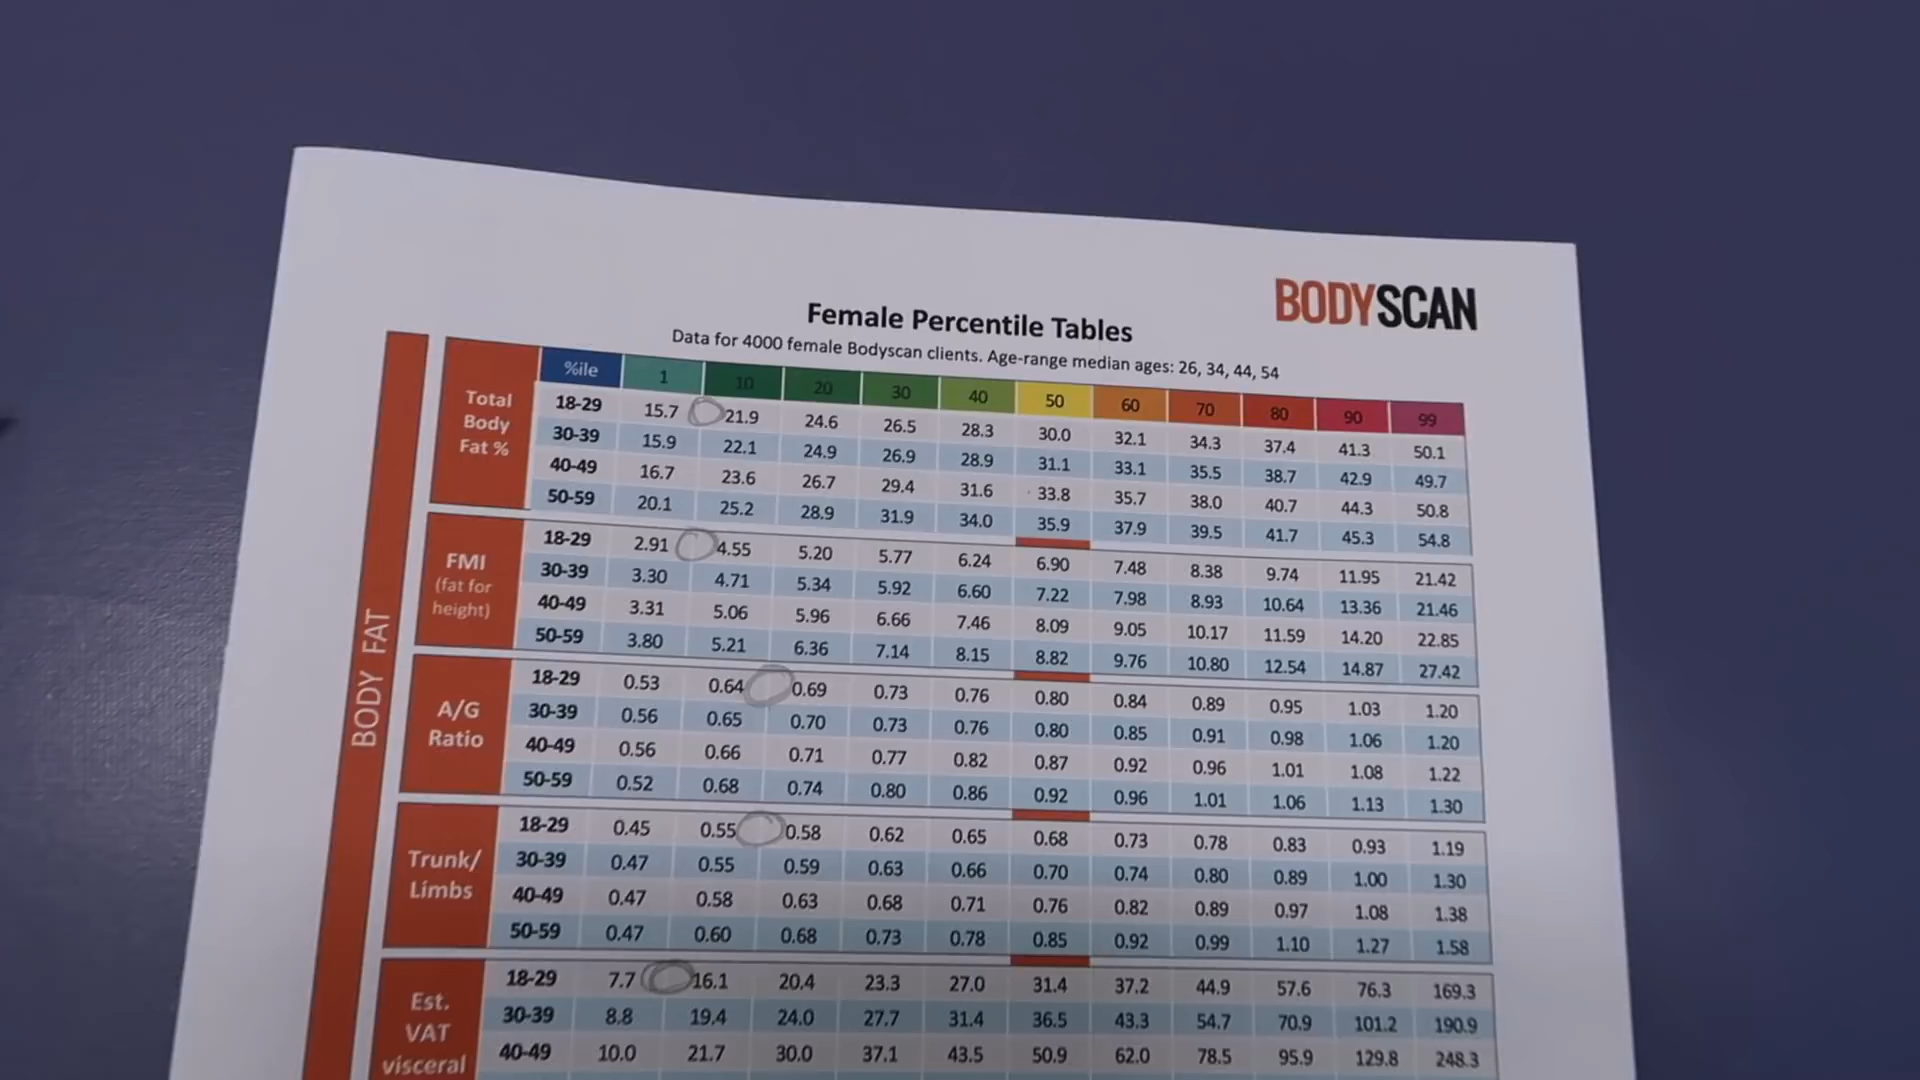 BODYSCAN
Female Percentile Tables
Data for 4000 female Bodyscan clients. Age-range median ages: 26, 34, 44, 54
BODY FAT
%ile 1 10 20 30 40 50 60 70 80 90 99
Total Body Fat %
18-29 15.7 21.9 24.6 26.5 28.3 30.0 32.1 34.3 37.4 41.3 50.1
30-39 15.9 22.1 24.9 26.9 28.9 31.1 33.1 35.5 38.7 42.9 49.7
40-49 16.7 23.6 26.7 29.4 31.6 33.8 35.7 38.0 40.7 44.3 50.8
50-59 20.1 25.2 28.9 31.9 34.0 35.9 37.9 39.5 41.7 45.3 54.8
FMI
(fat for
height)
18-29 2.91 4.55 5.20 5.77 6.24 6.90 7.48 8.38 9.74 11.95 21.42
30-39 3.30 4.71 5.34 5.92 6.60 7.22 7.98 8.93 10.64 13.36 21.46
40-49 3.31 5.06 5.96 6.66 7.46 8.09 9.05 10.17 11.59 14.20 22.85
50-59 3.80 5.21 6.36 7.14 8.15 8.82 9.76 10.80 12.54 14.87 27.42
A/G
Ratio
18-29 0.53 0.64 0.69 0.73 0.76 0.80 0.84 0.89 0.95 1.03 1.20
30-39 0.56 0.65 0.70 0.73 0.76 0.80 0.85 0.91 0.98 1.06 1.20
40-49 0.56 0.66 0.71 0.77 0.82 0.87 0.92 0.96 1.01 1.08 1.22
50-59 0.52 0.68 0.74 0.80 0.86 0.92 0.96 1.01 1.06 1.13 1.30
Trunk/
Limbs
18-29 0.45 0.55 0.58 0.62 0.65 0.68 0.73 0.78 0.83 0.93 1.19
30-39 0.47 0.55 0.59 0.63 0.66 0.70 0.74 0.80 0.89 1.00 1.30
40-49 0.47 0.58 0.63 0.68 0.71 0.76 0.82 0.89 0.97 1.08 1.38
50-59 0.47 0.60 0.68 0.73 0.78 0.85 0.92 0.99 1.10 1.27 1.58
Est.
VAT
visceral
18-29 7.7 16.1 20.4 23.3 27.0 31.4 37.2 44.9 57.6 76.3 169.3
30-39 8.8 19.4 24.0 27.7 31.4 36.5 43.3 54.7 70.9 101.2 190.9
40-49 10.0 21.7 30.0 37.1 43.5 50.9 62.0 78.5 95.9 129.8 248.3